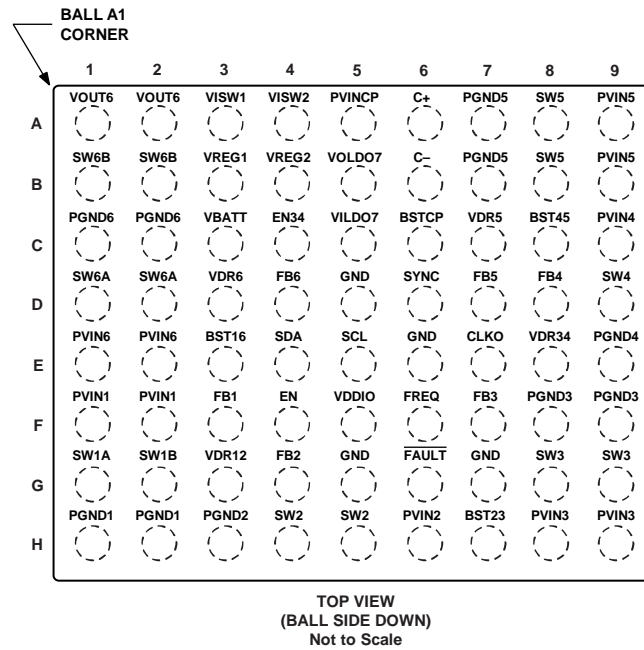 BALL A1
CORNER
1 2 3 4 5 6 7 8 9
VOUT6 VOUT6 VISW1 VISW2 PVINCP C+ PGND5 SW5 PVIN5
A
SW6B SW6B VREG1 VREG2 VOLDO7 C– PGND5 SW5 PVIN5
B
PGND6 PGND6 VBATT EN34 VILDO7 BSTCP VDR5 BST45 PVIN4
C
SW6A SW6A VDR6 FB6 GND SYNC FB5 FB4 SW4
D
PVIN6 PVIN6 BST16 SDA SCL GND CLKO VDR34 PGND4
E
PVIN1 PVIN1 FB1 EN VDDIO FREQ FB3 PGND3 PGND3
F
SW1A SW1B VDR12 FB2 GND FAULT GND SW3 SW3
G
PGND1 PGND1 PGND2 SW2 SW2 PVIN2 BST23 PVIN3 PVIN3
H
TOP VIEW
(BALL SIDE DOWN)
Not to Scale